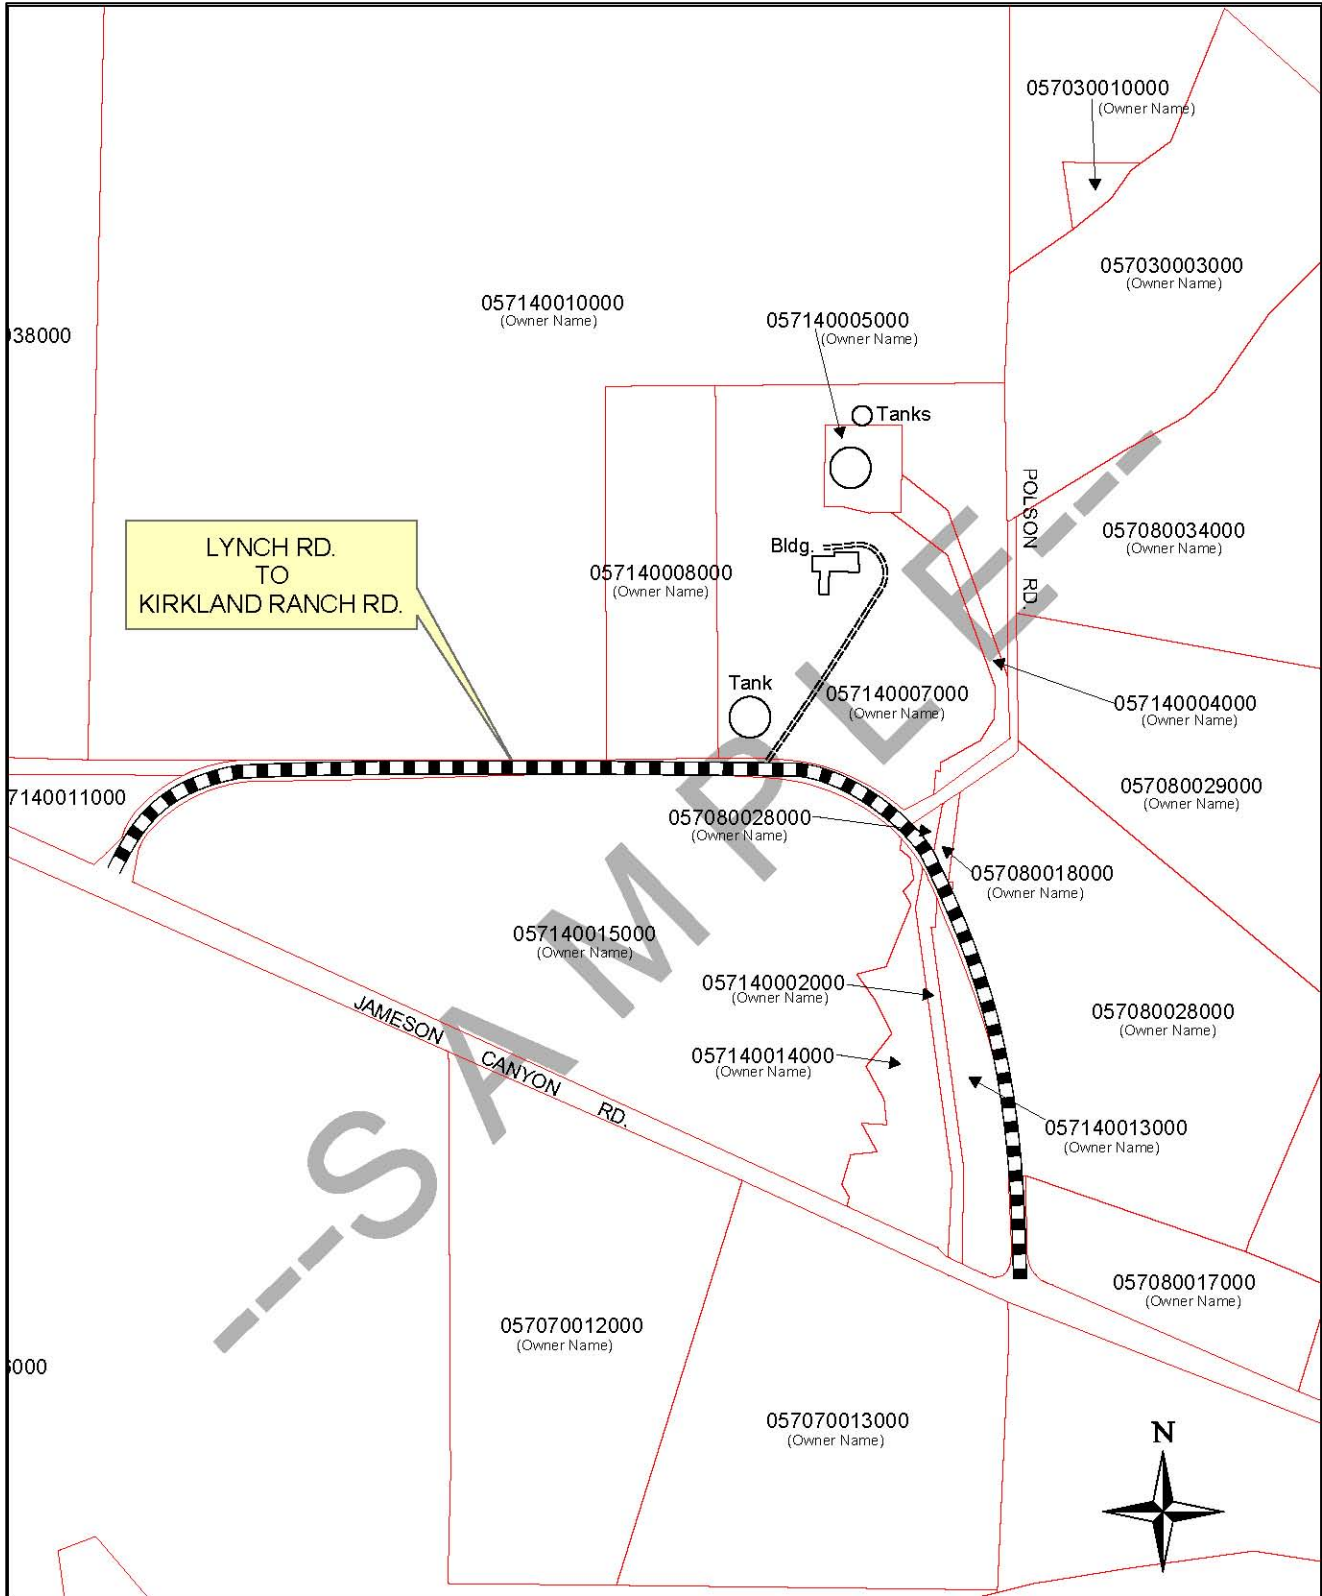 057030010000
(Owner Name)
057030003000
(Owner Name)
057140010000
(Owner Name)
057140005000
(Owner Name)
38000
Tanks
POLSON RD.
057080034000
(Owner Name)
LYNCH RD.
TO
KIRKLAND RANCH RD.
Bldg.
057140008000
(Owner Name)
Tank
057140007000
(Owner Name)
057140004000
(Owner Name)
7140011000
057080029000
(Owner Name)
057080028000
(Owner Name)
057080018000
(Owner Name)
057140015000
(Owner Name)
057140002000
(Owner Name)
JAMESON CANYON RD.
057080028000
(Owner Name)
057140014000
(Owner Name)
057140013000
(Owner Name)
---SAMPLE---
057080017000
(Owner Name)
057070012000
(Owner Name)
000
057070013000
(Owner Name)
N